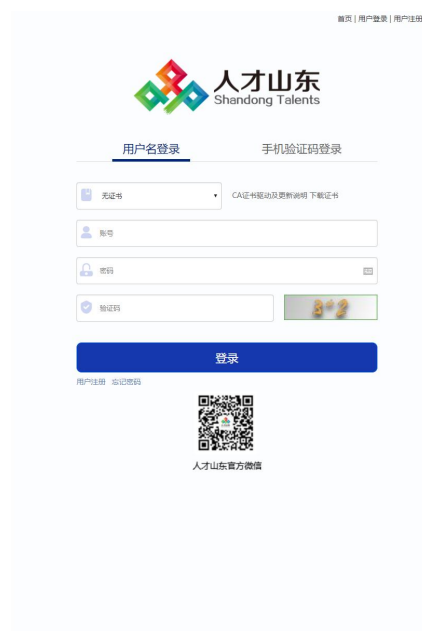 首页 | 用户登录 | 用户注册
人才山东
Shandong Talents
用户名登录 手机验证码登录
无证书 CA证书驱动及更新说明 下载证书
账号
密码
验证码
登录
用户注册 忘记密码
人才山东官方微信